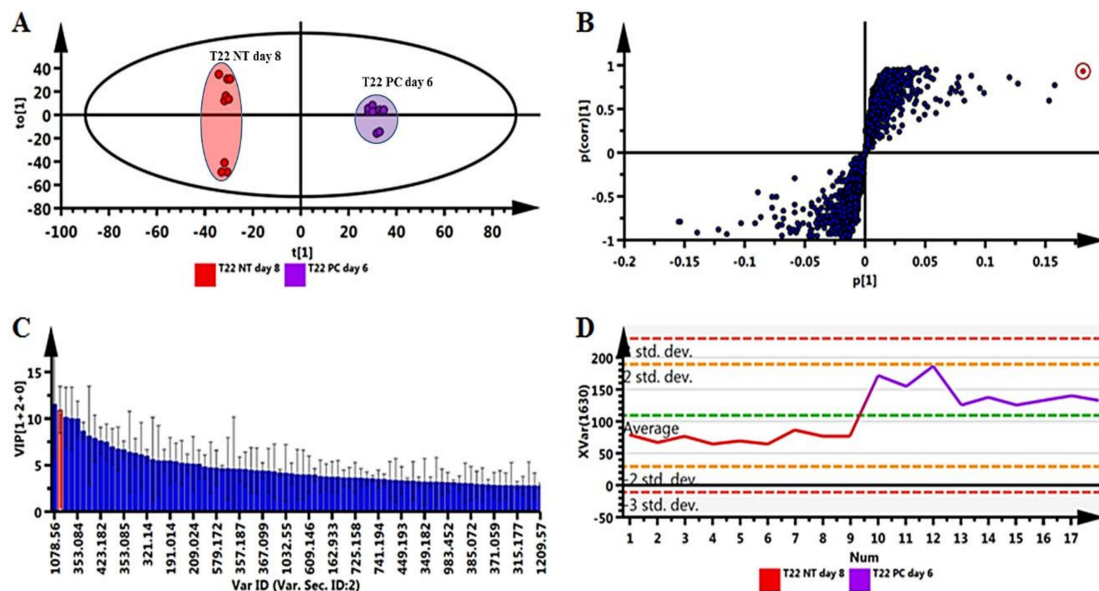 A
T22 NT day 8
T22 PC day 6
to[1]
40
20
0
-20
-40
-60
-80
-100 -80 -60 -40 -20 0 20 40 60 80
t[1]
T22 NT day 8 T22 PC day 6
B
p(corr)[1]
1
0.5
0
-0.5
-1
-0.2 -0.15 -0.1 -0.05 0 0.05 0.1 0.15
p[1]
C
VIP[1+2+0]
15
10
5
0
1078.56 353.084 423.182 353.085 321.14 191.014 209.024 579.172 357.187 367.099 1032.55 609.146 162.933 725.158 741.194 449.193 349.182 983.452 385.072 371.059 315.177 1209.57
Var ID (Var. Sec. ID:2)
D
XVar(1630)
std. dev.
200
2 std. dev.
150
100
Average
50
-2 std. dev.
0
-3 std. dev.
-50
1 2 3 4 5 6 7 8 9 10 11 12 13 14 15 16 17
Num
T22 NT day 8 T22 PC day 6